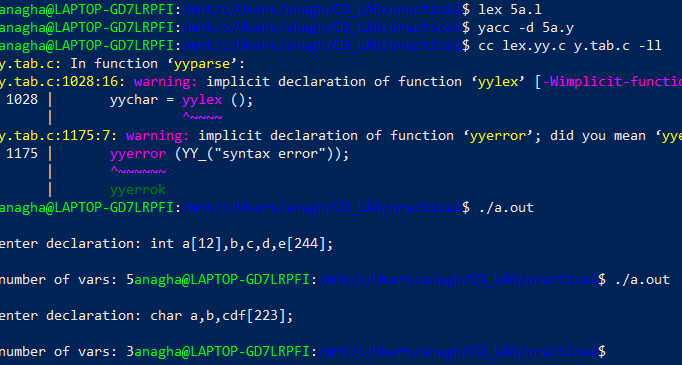 anagha@LAPTOP-GD7LRPFI:/mnt/c/Users/anagh/CD_LAB/practice2$ lex 5a.l
anagha@LAPTOP-GD7LRPFI:/mnt/c/Users/anagh/CD_LAB/practice2$ yacc -d 5a.y
anagha@LAPTOP-GD7LRPFI:/mnt/c/Users/anagh/CD_LAB/practice2$ cc lex.yy.c y.tab.c -ll
y.tab.c: In function ‘yyparse’:
y.tab.c:1028:16: warning: implicit declaration of function ‘yylex’ [-Wimplicit-functio
1028 | yychar = yylex ();
| ^~~~~
y.tab.c:1175:7: warning: implicit declaration of function ‘yyerror’; did you mean ‘yye
1175 | yyerror (YY_("syntax error"));
| ^~~~~~~
| yyerrok
anagha@LAPTOP-GD7LRPFI:/mnt/c/Users/anagh/CD_LAB/practice2$ ./a.out
enter declaration: int a[12],b,c,d,e[244];
number of vars: 5anagha@LAPTOP-GD7LRPFI:/mnt/c/Users/anagh/CD_LAB/practice2$ ./a.out
enter declaration: char a,b,cdf[223];
number of vars: 3anagha@LAPTOP-GD7LRPFI:/mnt/c/Users/anagh/CD_LAB/practice2$